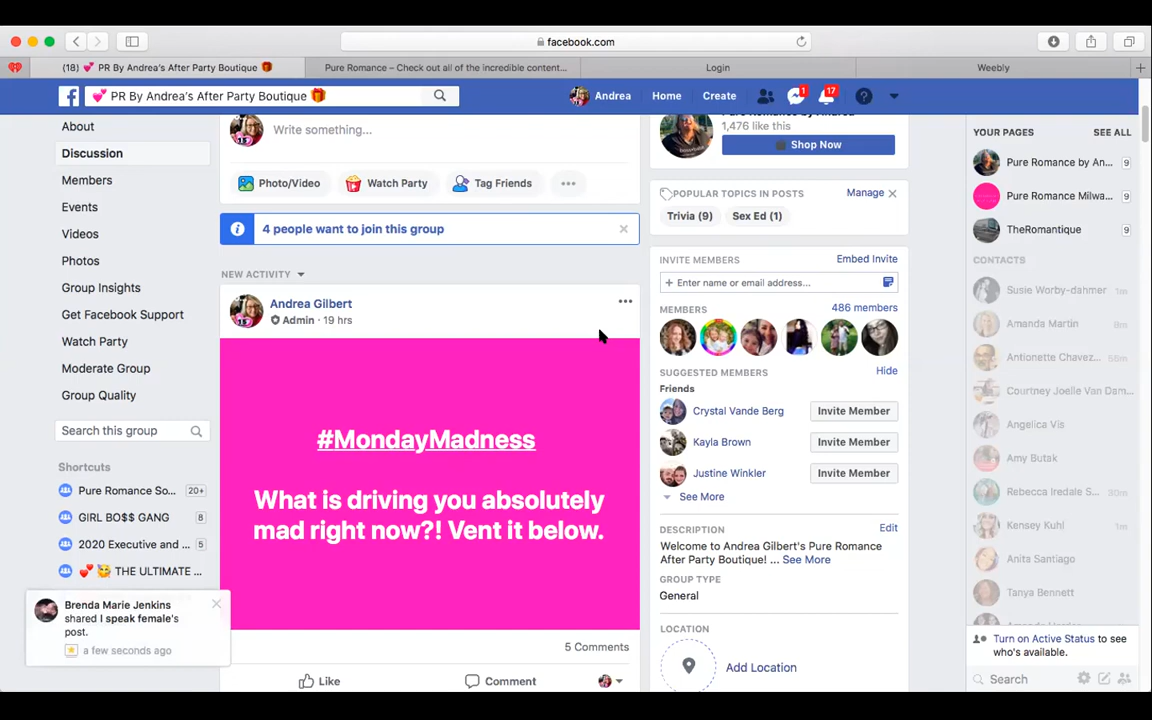 facebook.com
(18) 💕 PR By Andrea's After Party Boutique 🎁
Pure Romance – Check out all of the incredible content...
Login
Weebly
💕 PR By Andrea's After Party Boutique 🎁
Andrea
Home
Create
1
17
About
Discussion
Members
Events
Videos
Photos
Group Insights
Get Facebook Support
Watch Party
Moderate Group
Group Quality
Search this group
Shortcuts
Pure Romance So... 20+
GIRL BO$$ GANG 8
2020 Executive and ... 5
💕 🥰 THE ULTIMATE ...
Brenda Marie Jenkins
shared I speak female's
post.
a few seconds ago
Write something...
Photo/Video
Watch Party
Tag Friends
4 people want to join this group
NEW ACTIVITY
Andrea Gilbert
Admin · 19 hrs
#MondayMadness
What is driving you absolutely
mad right now?! Vent it below.
5 Comments
Like
Comment
Pure Romance by Andrea
1,476 like this
Shop Now
POPULAR TOPICS IN POSTS
Manage
Trivia (9)
Sex Ed (1)
INVITE MEMBERS
Embed Invite
+ Enter name or email address...
MEMBERS
486 members
SUGGESTED MEMBERS
Hide
Friends
Crystal Vande Berg
Invite Member
Kayla Brown
Invite Member
Justine Winkler
Invite Member
See More
DESCRIPTION
Edit
Welcome to Andrea Gilbert's Pure Romance
After Party Boutique! ... See More
GROUP TYPE
General
LOCATION
Add Location
YOUR PAGES
SEE ALL
Pure Romance by An... 9
Pure Romance Milwa... 9
TheRomantique 9
CONTACTS
Susie Worby-dahmer 1m
Amanda Martin 8m
Antionette Chavez... 58m
Courtney Joelle Van Dam...
Angelica Vis
Amy Butak
Rebecca Iredale S... 30m
Kensey Kuhl 1m
Anita Santiago
Tanya Bennett
Turn on Active Status to see
who's available.
Search